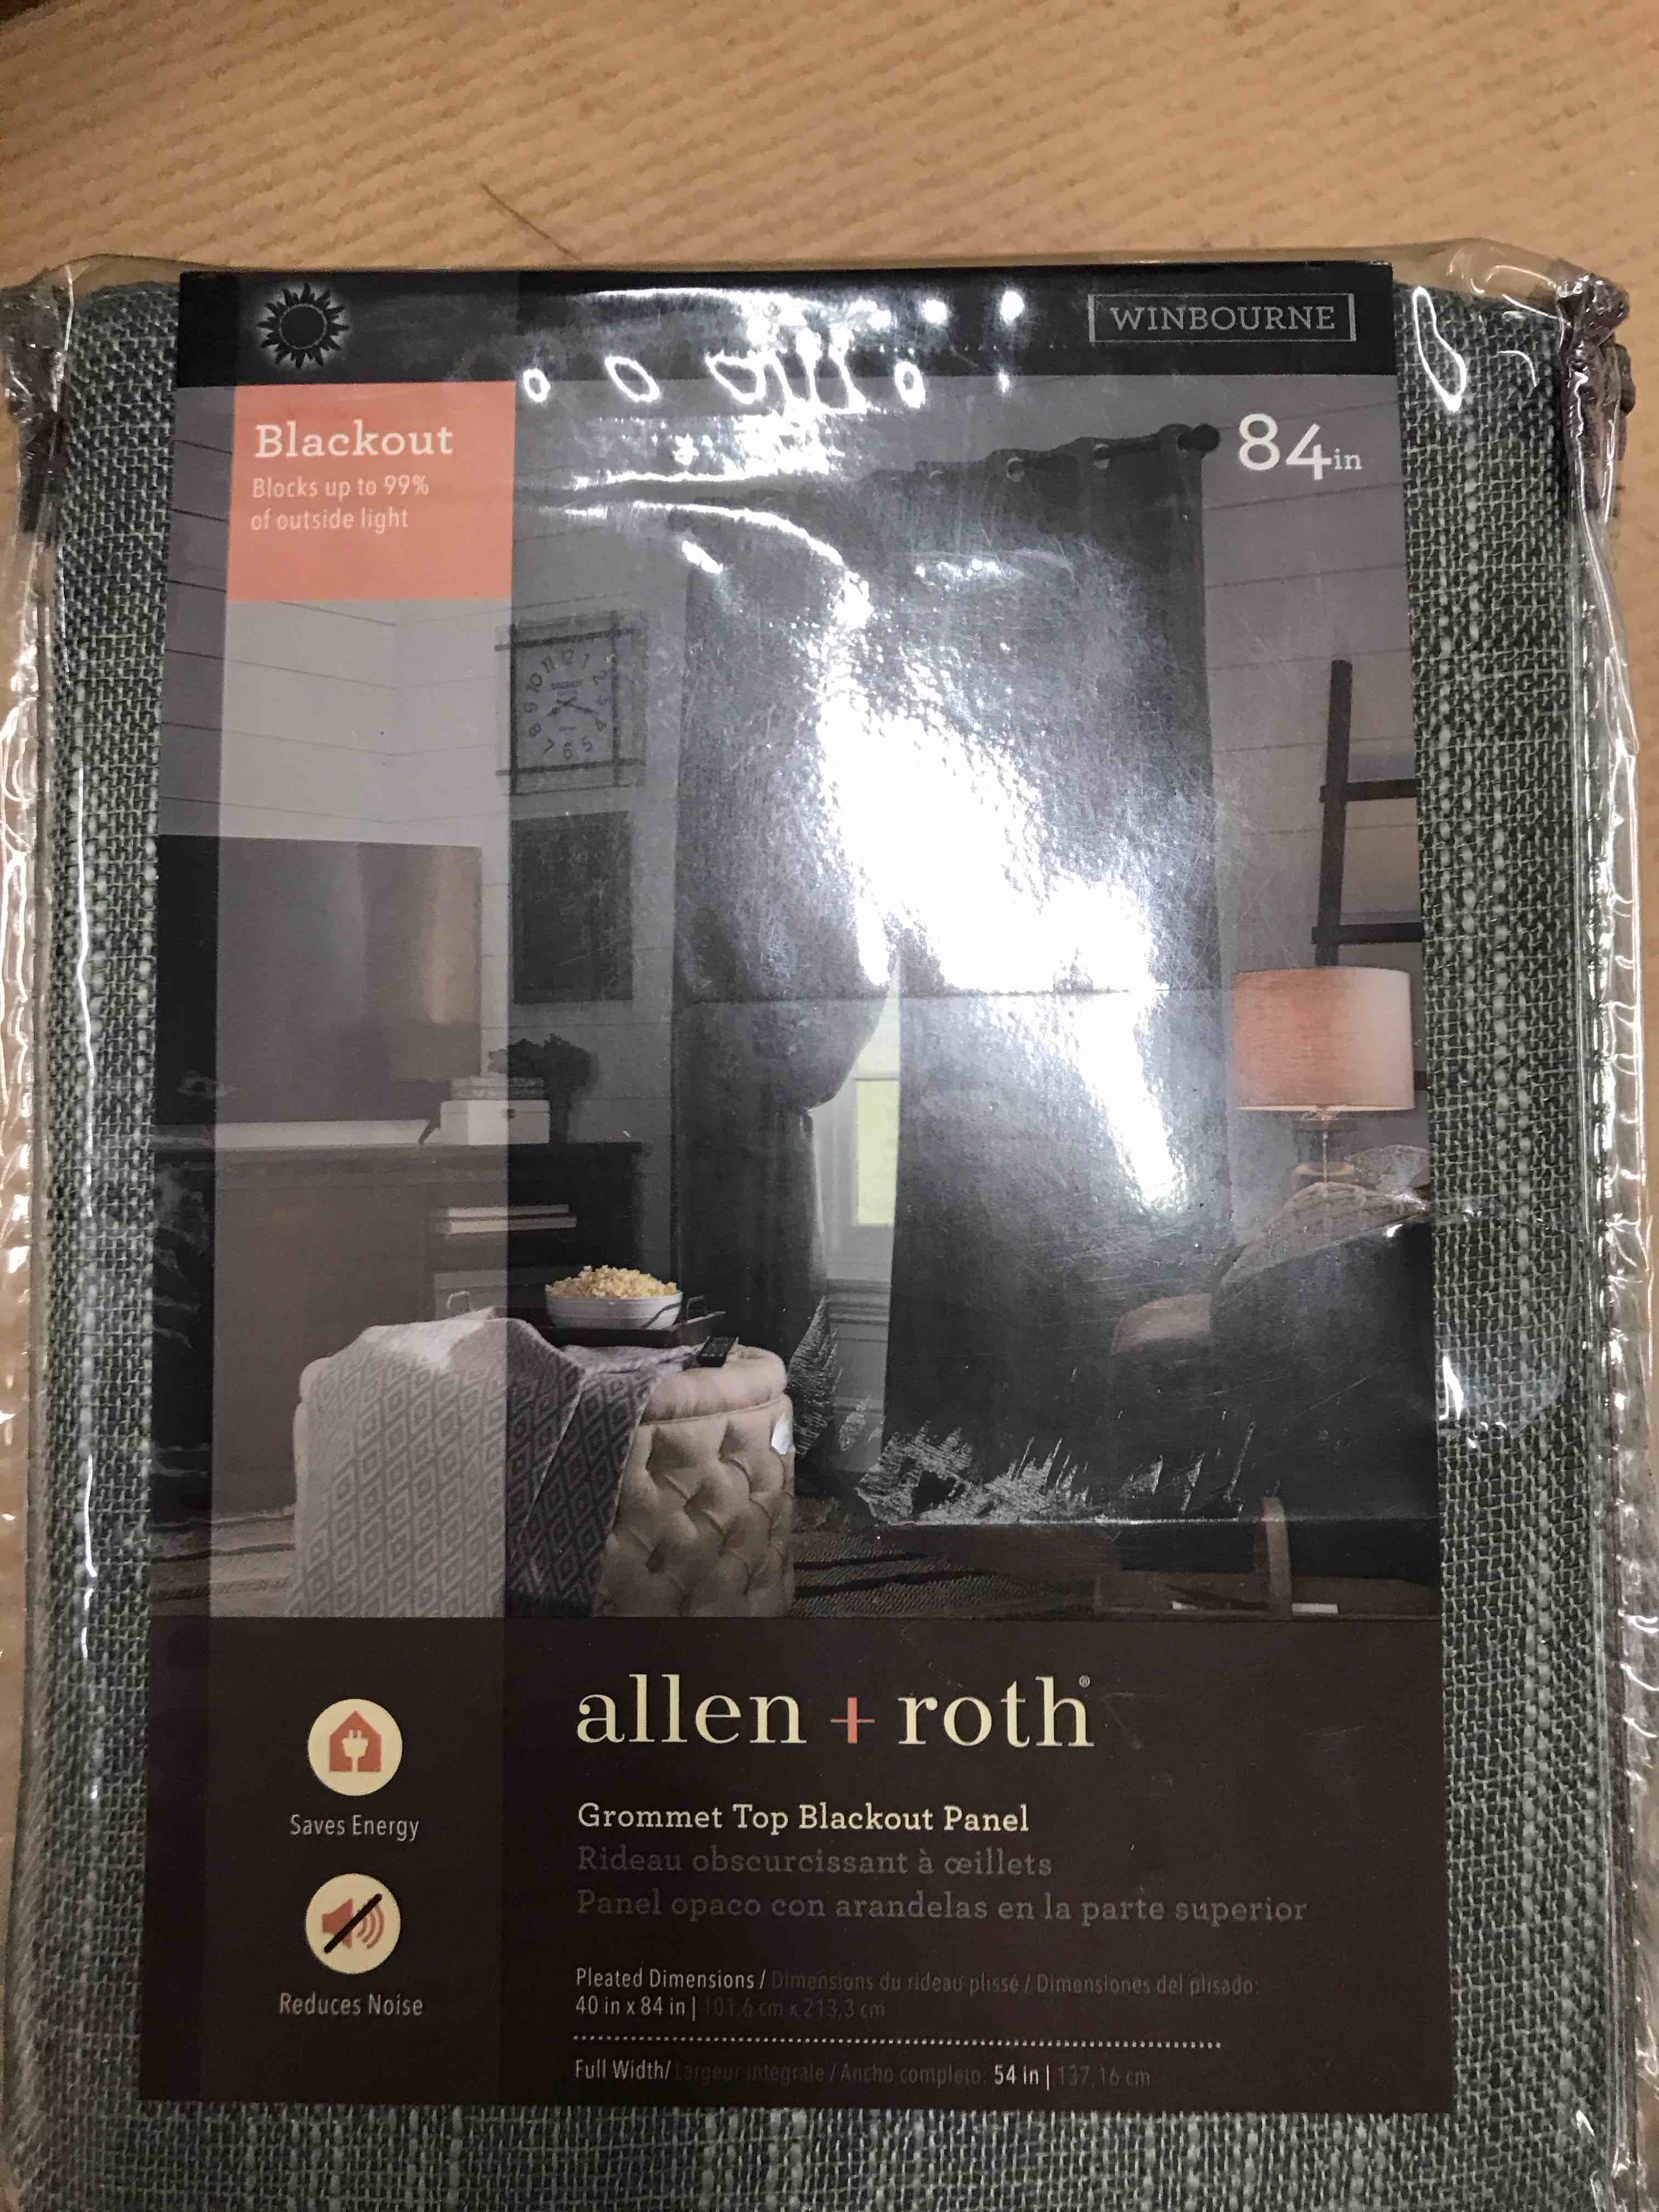 WINBOURNE
Blackout
Blocks up to 99%
of outside light
84in
allen + roth®
Saves Energy
Reduces Noise
Grommet Top Blackout Panel
Rideau obscurcissant à œillets
Panel opaco con arandelas en la parte superior
Pleated Dimensions / Dimensions du rideau plissé / Dimensiones del plisado:
40 in x 84 in | 101,6 cm x 213,3 cm
Full Width/ Largeur intégrale / Ancho completo: 54 in | 137,16 cm